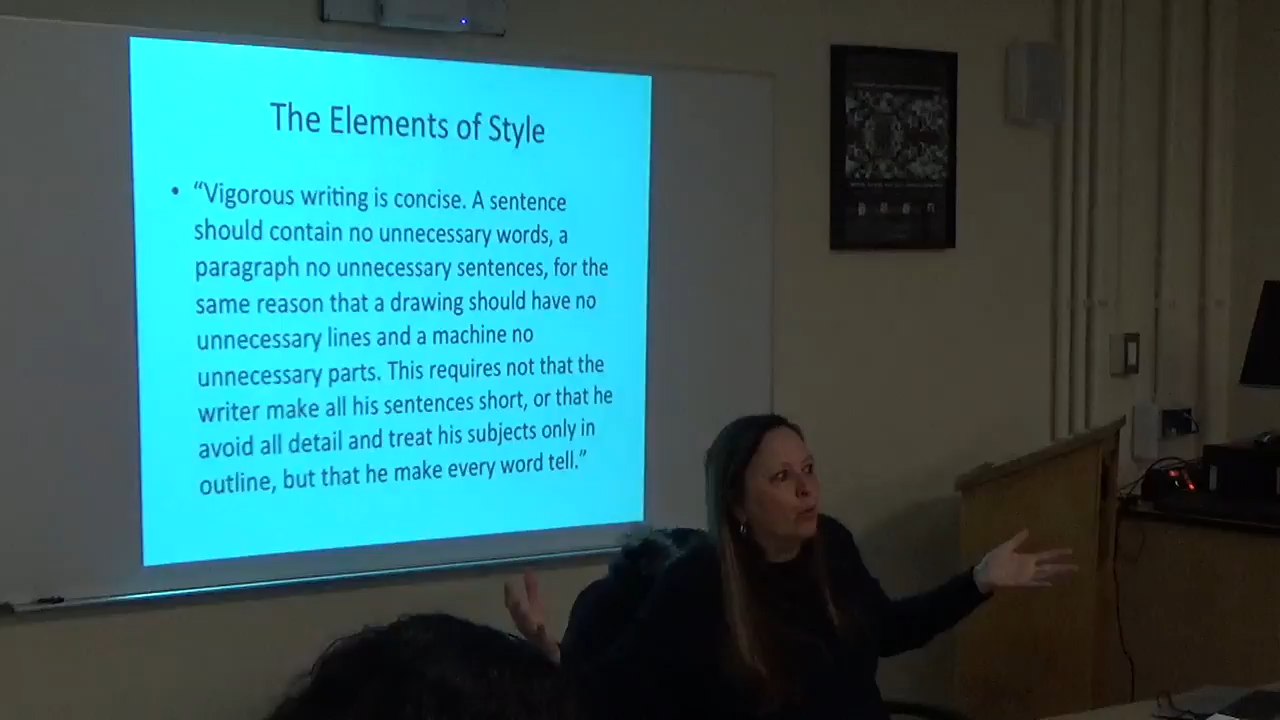 The Elements of Style
• “Vigorous writing is concise. A sentence
should contain no unnecessary words, a
paragraph no unnecessary sentences, for the
same reason that a drawing should have no
unnecessary lines and a machine no
unnecessary parts. This requires not that the
writer make all his sentences short, or that he
avoid all detail and treat his subjects only in
outline, but that he make every word tell.”